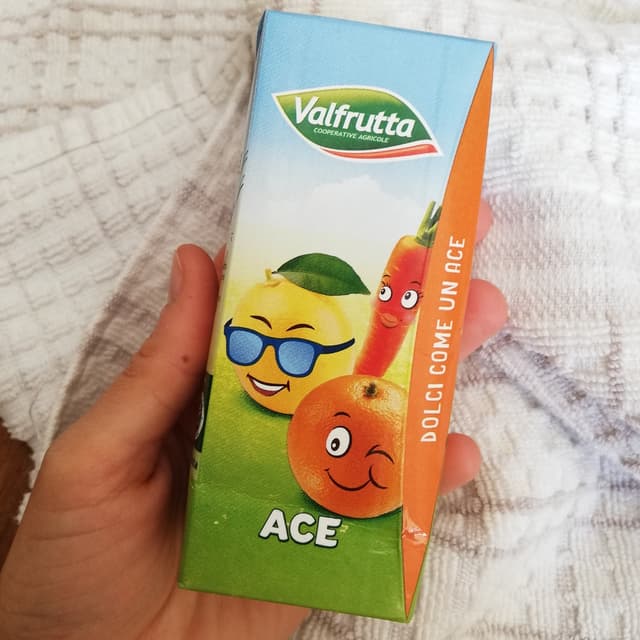 Valfrutta
COOPERATIVE AGRICOLE
DOLCI COME UN ACE
ACE